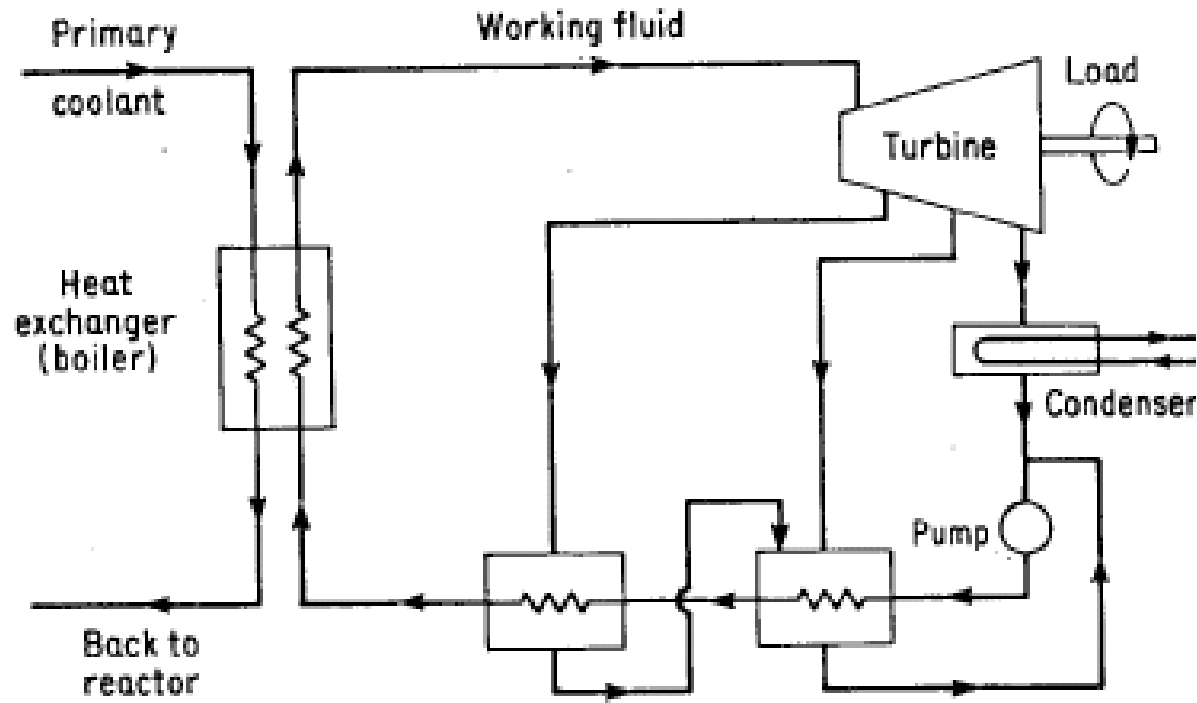 Primary
coolant
Working fluid
Load
Turbine
Heat
exchanger
(boiler)
Condenser
Pump
Back to
reactor